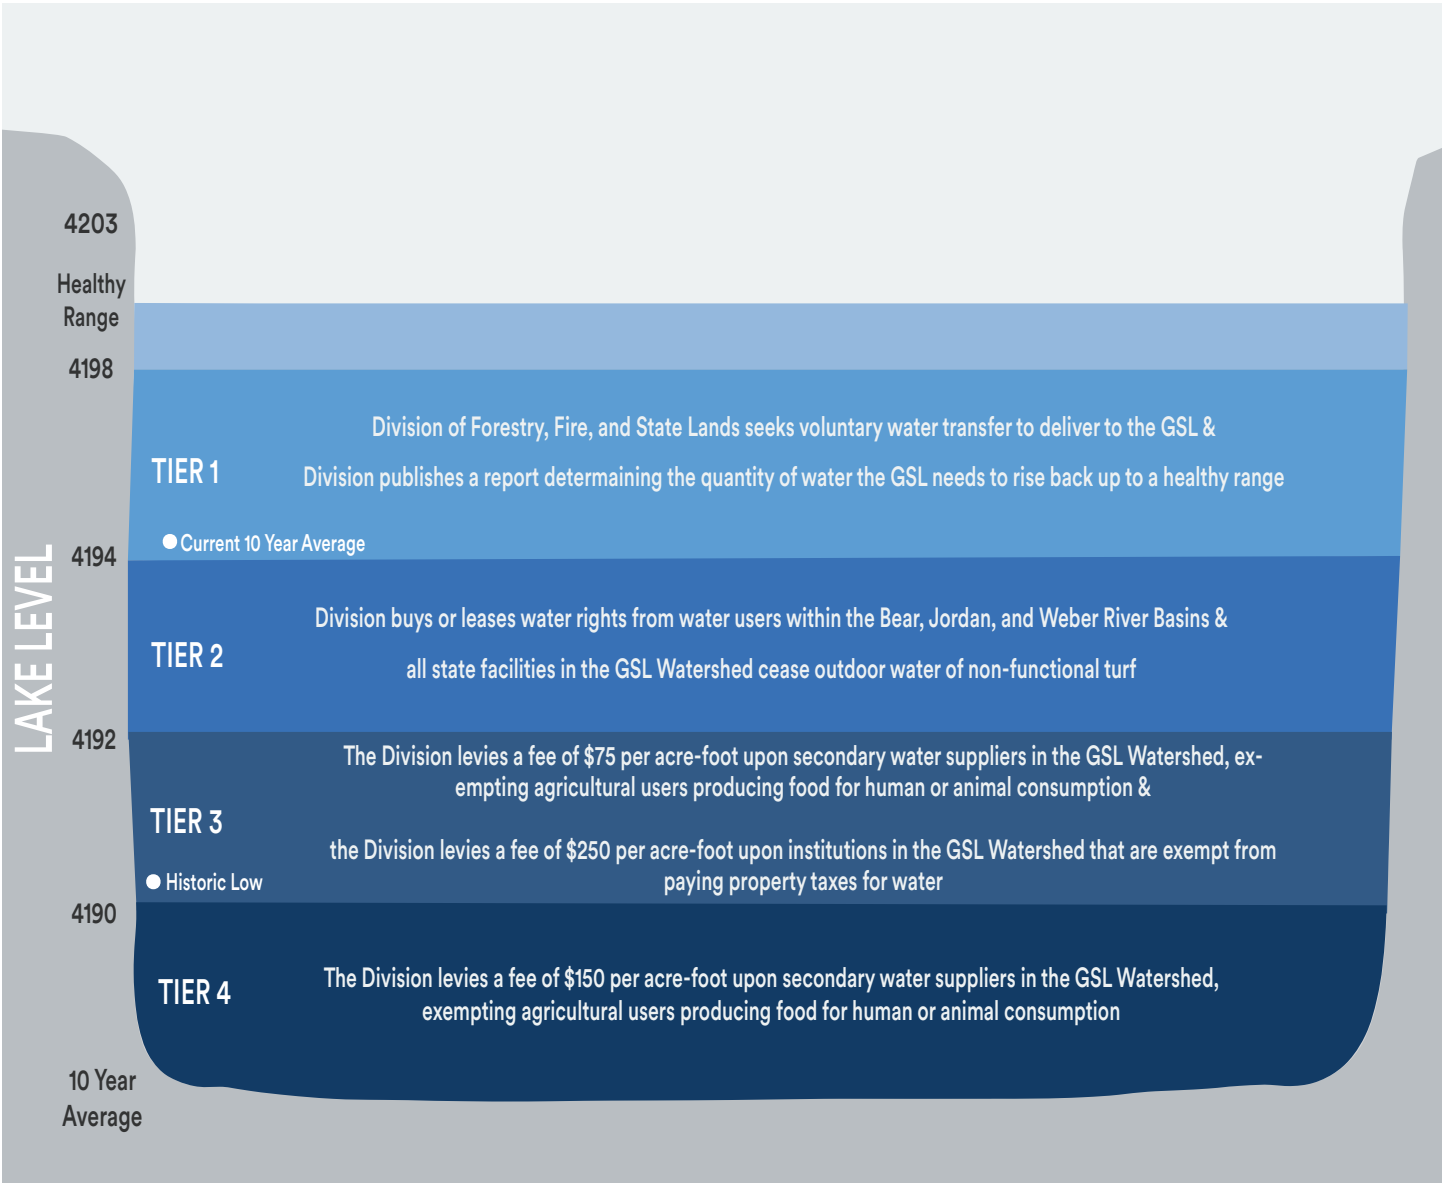 4203
Healthy
Range
4198
Division of Forestry, Fire, and State Lands seeks voluntary water transfer to deliver to the GSL &
TIER 1
Division publishes a report determaining the quantity of water the GSL needs to rise back up to a healthy range
Current 10 Year Average
4194
LAKE LEVEL
Division buys or leases water rights from water users within the Bear, Jordan, and Weber River Basins &
TIER 2
all state facilities in the GSL Watershed cease outdoor water of non-functional turf
4192
The Division levies a fee of $75 per acre-foot upon secondary water suppliers in the GSL Watershed, ex-
empting agricultural users producing food for human or animal consumption &
TIER 3
the Division levies a fee of $250 per acre-foot upon institutions in the GSL Watershed that are exempt from
paying property taxes for water
Historic Low
4190
The Division levies a fee of $150 per acre-foot upon secondary water suppliers in the GSL Watershed,
TIER 4
exempting agricultural users producing food for human or animal consumption
10 Year
Average